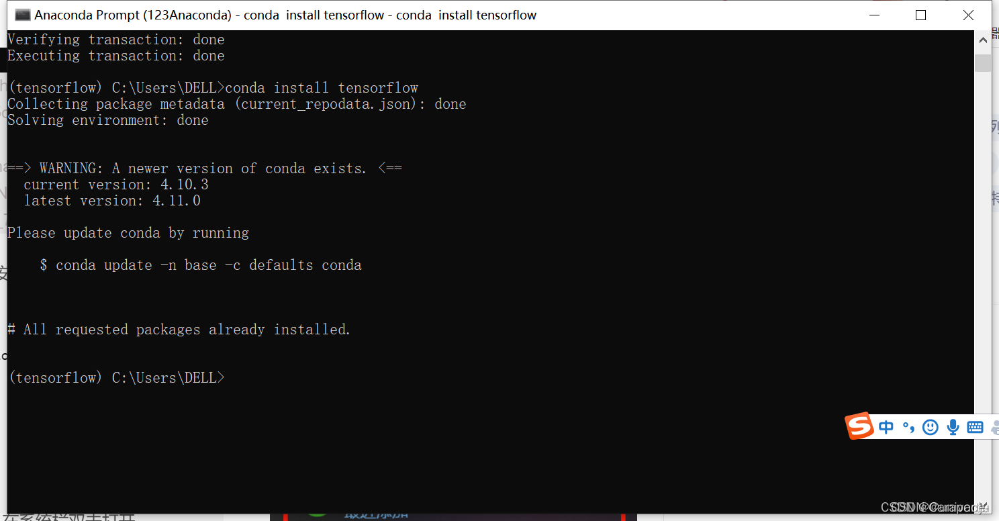 Anaconda Prompt (123Anaconda) - conda  install tensorflow - conda  install tensorflow
Verifying transaction: done
Executing transaction: done
(tensorflow) C:\Users\DELL>conda install tensorflow
Collecting package metadata (current_repodata.json): done
Solving environment: done
==> WARNING: A newer version of conda exists. <==
  current version: 4.10.3
  latest version: 4.11.0
Please update conda by running
    $ conda update -n base -c defaults conda
# All requested packages already installed.
(tensorflow) C:\Users\DELL>
中